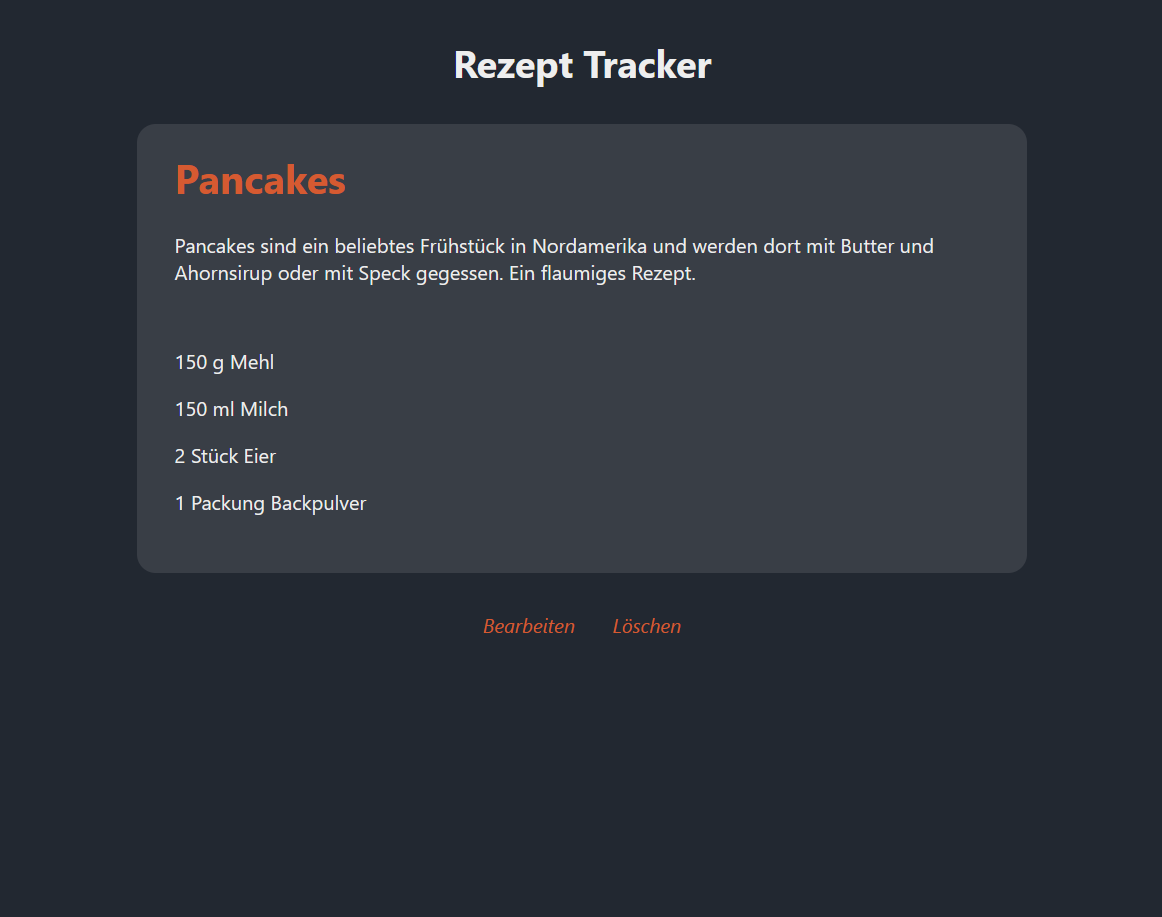 Rezept Tracker
Pancakes
Pancakes sind ein beliebtes Frühstück in Nordamerika und werden dort mit Butter und
Ahornsirup oder mit Speck gegessen. Ein flaumiges Rezept.
150 g Mehl
150 ml Milch
2 Stück Eier
1 Packung Backpulver
Bearbeiten Löschen